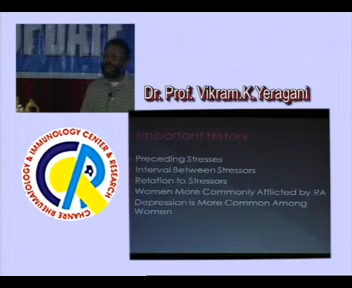 UPDATE
Dr. Prof. Vikram.K.Yeragani
Important History
Preceding Stresses
Interval Between Stressors
Relation to Stressors
Women More Commonly Afflicted by RA
Depression is More Common Among
Women
CHANRE RHEUMATOLOGY & IMMUNOLOGY CENTER & RESEARCH